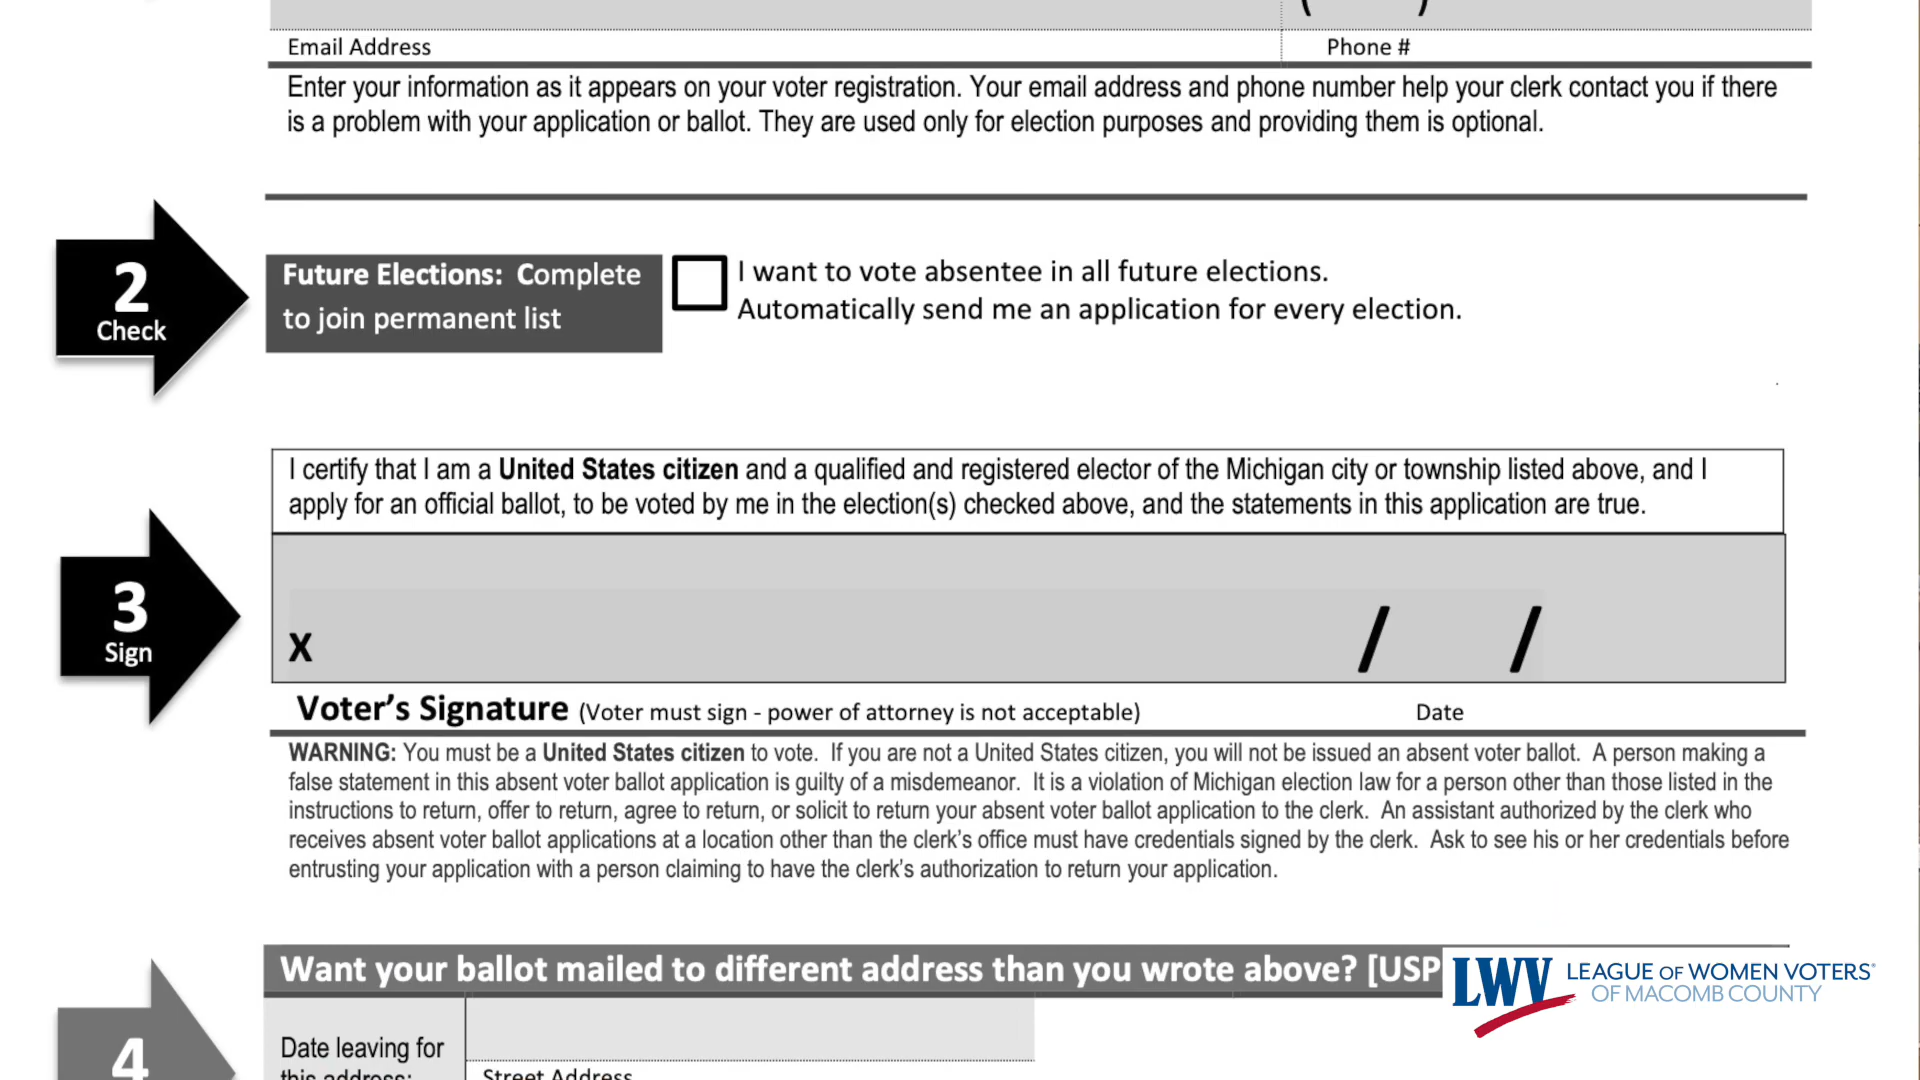 ( )
Email Address Phone #
Enter your information as it appears on your voter registration. Your email address and phone number help your clerk contact you if there
is a problem with your application or ballot. They are used only for election purposes and providing them is optional.
2
Check
Future Elections: Complete
to join permanent list
I want to vote absentee in all future elections.
Automatically send me an application for every election.
I certify that I am a United States citizen and a qualified and registered elector of the Michigan city or township listed above, and I
apply for an official ballot, to be voted by me in the election(s) checked above, and the statements in this application are true.
3
Sign
X / /
Voter's Signature (Voter must sign - power of attorney is not acceptable) Date
WARNING: You must be a United States citizen to vote. If you are not a United States citizen, you will not be issued an absent voter ballot. A person making a
false statement in this absent voter ballot application is guilty of a misdemeanor. It is a violation of Michigan election law for a person other than those listed in the
instructions to return, offer to return, agree to return, or solicit to return your absent voter ballot application to the clerk. An assistant authorized by the clerk who
receives absent voter ballot applications at a location other than the clerk's office must have credentials signed by the clerk. Ask to see his or her credentials before
entrusting your application with a person claiming to have the clerk's authorization to return your application.
Want your ballot mailed to different address than you wrote above? [USP
LWV LEAGUE OF WOMEN VOTERS®
OF MACOMB COUNTY
4
Date leaving for
this address:
Street Address